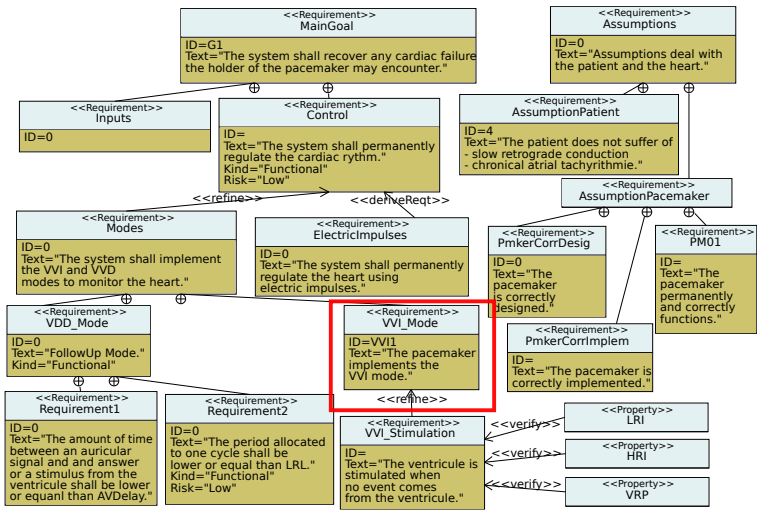 <<Requirement>>
MainGoal
ID=G1
Text="The system shall recover any cardiac failure
the holder of the pacemaker may encounter."
<<Requirement>>
Assumptions
ID=0
Text="Assumptions deal with
the patient and the heart."
<<Requirement>>
Inputs
ID=0
<<Requirement>>
Control
ID=
Text="The system shall permanently
regulate the cardiac rythm."
Kind="Functional"
Risk="Low"
<<Requirement>>
AssumptionPatient
ID=4
Text="The patient does not suffer of
- slow retrograde conduction
- chronical atrial tachyrithmie."
<<refine>>
<<deriveReqt>>
<<Requirement>>
AssumptionPacemaker
<<Requirement>>
Modes
ID=0
Text="The system shall implement
the VVI and VVD
modes to monitor the heart."
<<Requirement>>
ElectricImpulses
ID=0
Text="The system shall permanently
regulate the heart using
electric impulses."
<<Requirement>>
PmkerCorrDesig
ID=0
Text="The
pacemaker
is correctly
designed."
<<Requirement>>
PM01
ID=
Text="The
pacemaker
permanently
and correctly
functions."
<<Requirement>>
VDD_Mode
ID=0
Text="FollowUp Mode."
Kind="Functional"
<<Requirement>>
VVI_Mode
ID=VVI1
Text="The pacemaker
implements the
VVI mode."
<<Requirement>>
PmkerCorrImplem
ID=
Text="The pacemaker is
correctly implemented."
<<refine>>
<<Requirement>>
Requirement1
ID=0
Text="The amount of time
between an auricular
signal and and answer
or a stimulus from the
ventricule shall be lower
or equann than AVDelay."
<<Requirement>>
Requirement2
ID=0
Text="The period allocated
to one cycle shall be
lower or equal than LRL."
Kind="Functional"
Risk="Low"
<<Requirement>>
VVI_Stimulation
ID=
Text="The ventricule is
stimulated when
no event comes
from the ventricule."
<<verify>>
<<Property>>
LRI
<<verify>>
<<Property>>
HRI
<<verify>>
<<Property>>
VRP